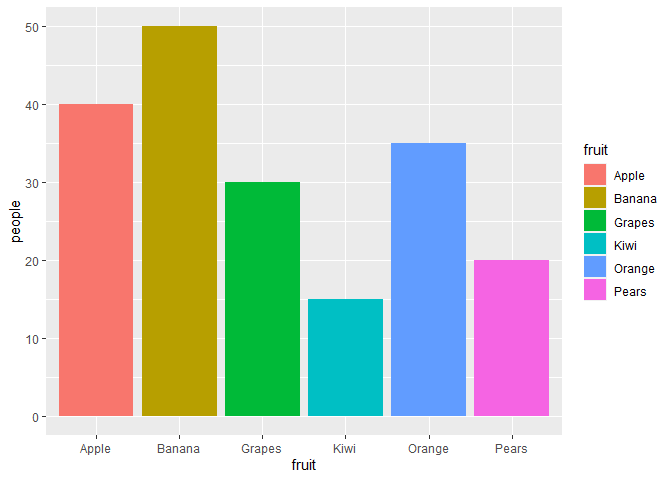 50
40
30
20
10
0
people
Apple Banana Grapes Kiwi Orange Pears
fruit
fruit
Apple
Banana
Grapes
Kiwi
Orange
Pears